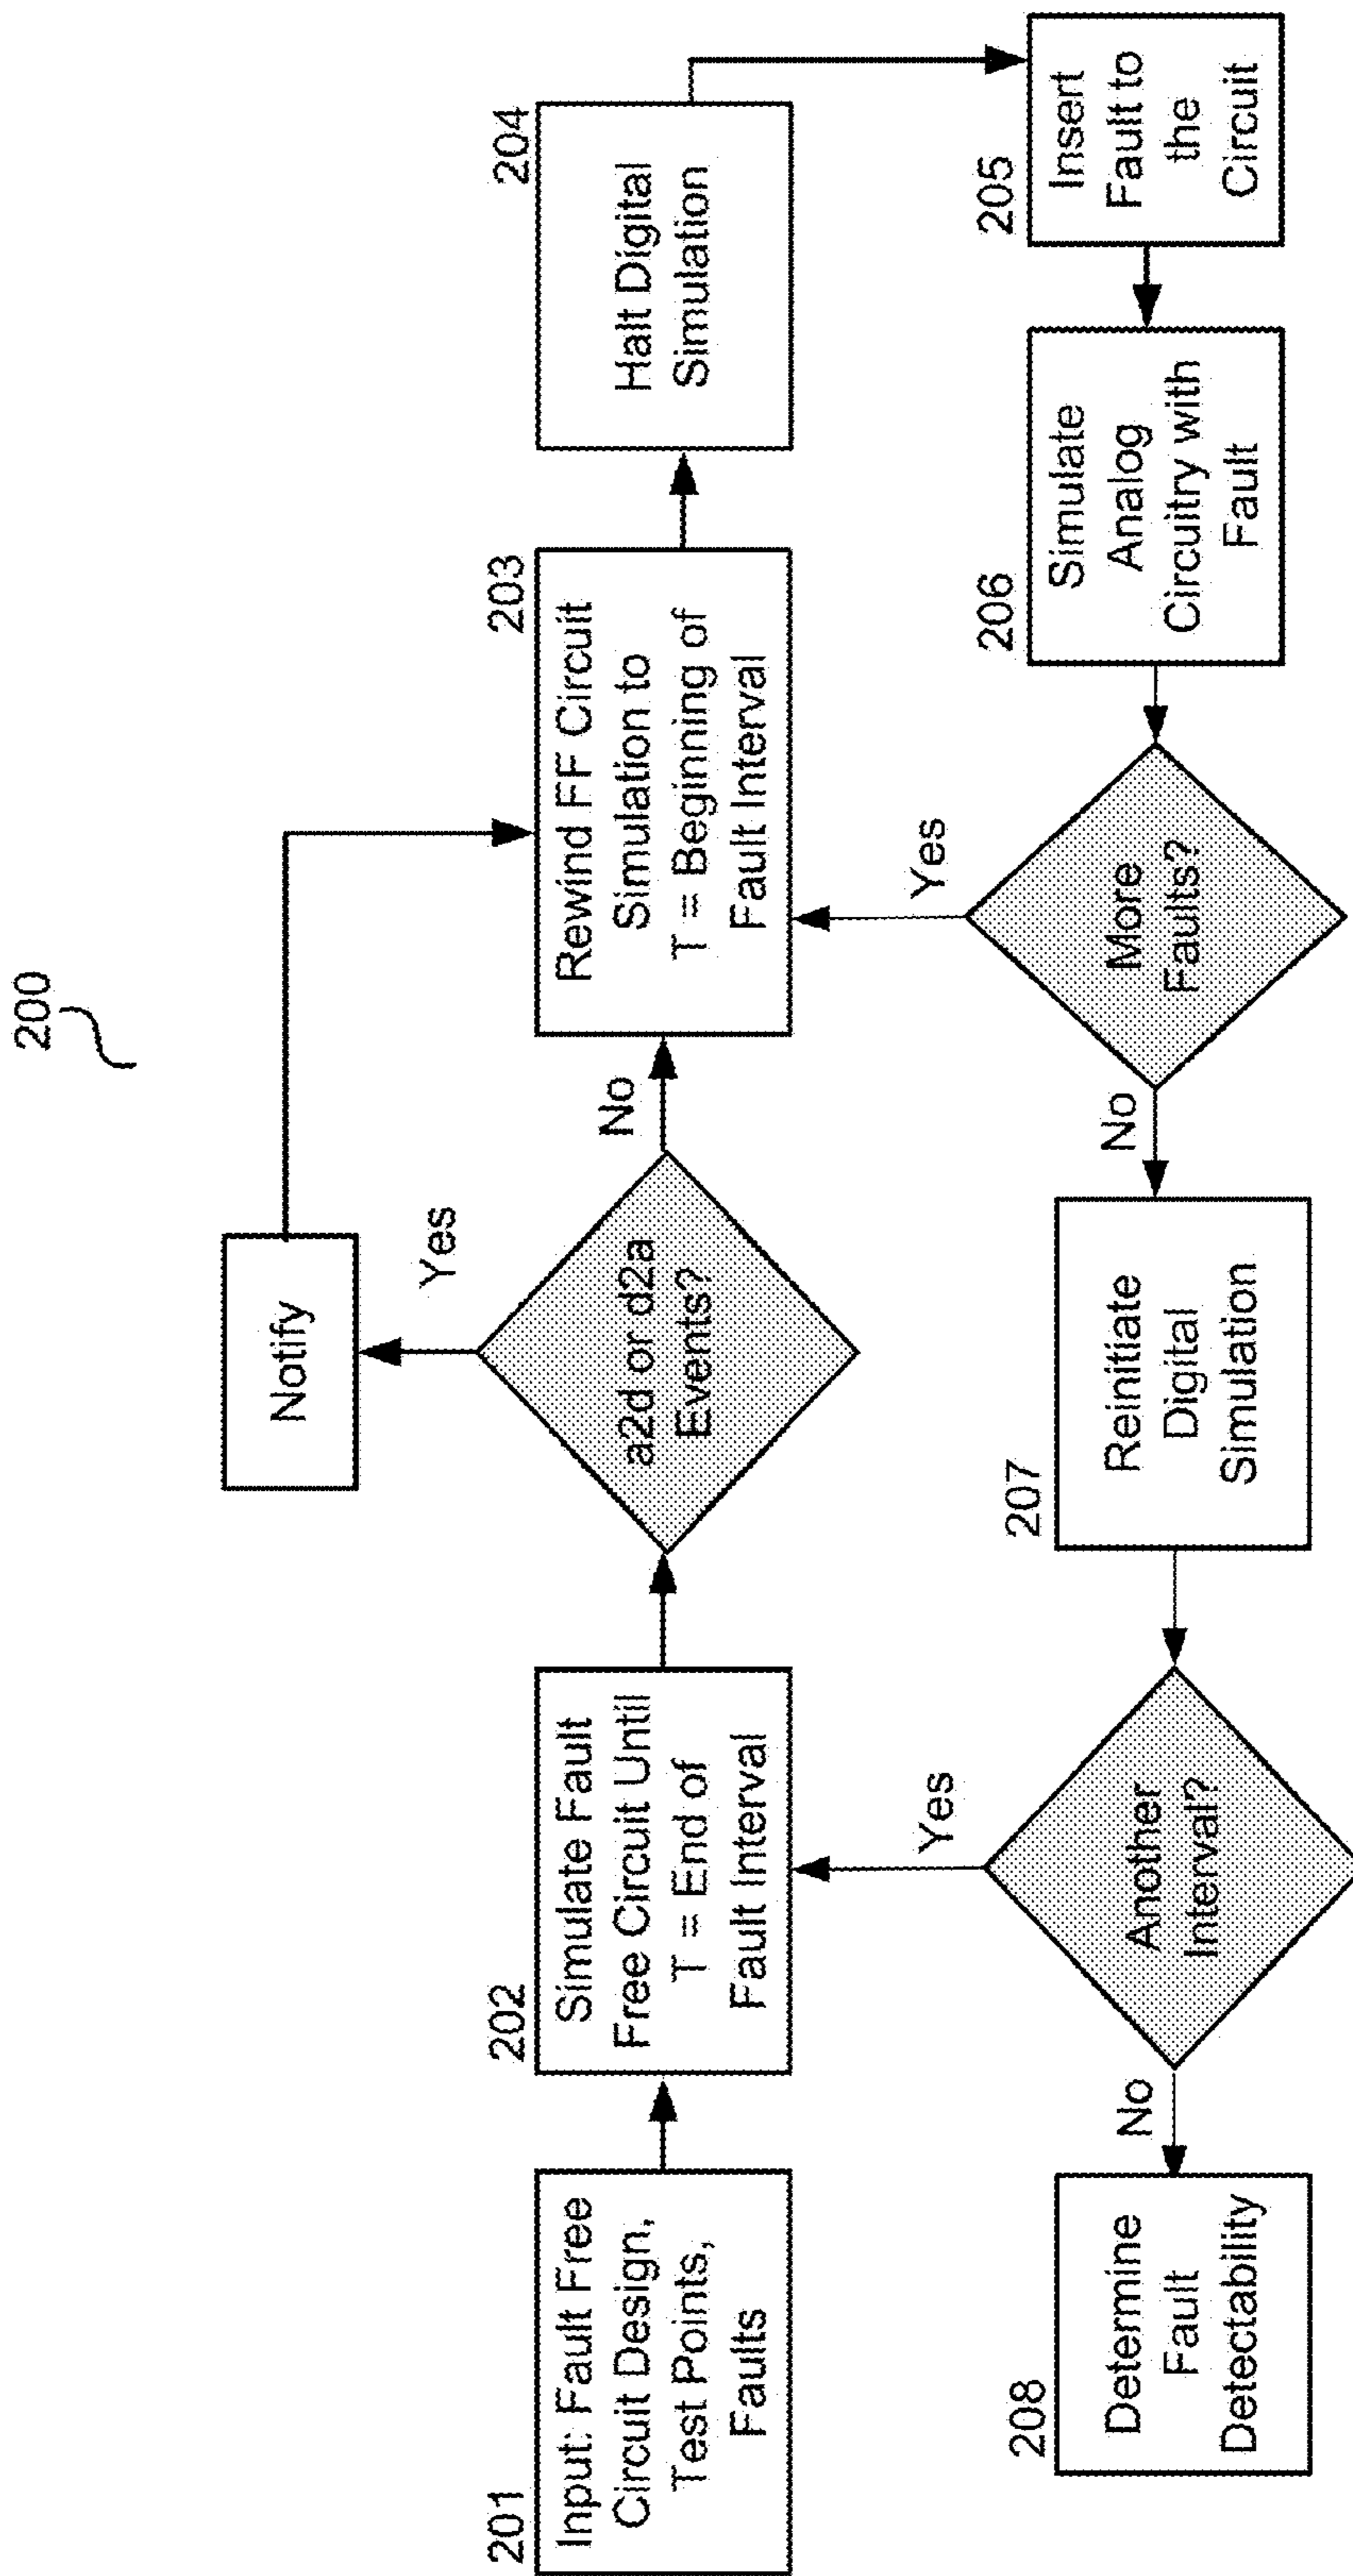 200
201
Input: Fault Free
Circuit Design,
Test Points,
Faults
202
Simulate Fault
Free Circuit Until
T = End of
Fault Interval
a2d or d2a
Events?
Yes
Notify
No
203
Rewind FF Circuit
Simulation to
T = Beginning of
Fault Interval
204
Halt Digital
Simulation
205
Insert
Fault to
the
Circuit
206
Simulate
Analog
Circuitry with
Fault
More
Faults?
Yes
No
207
Reinitiate
Digital
Simulation
Another
Interval?
Yes
No
208
Determine
Fault
Detectability